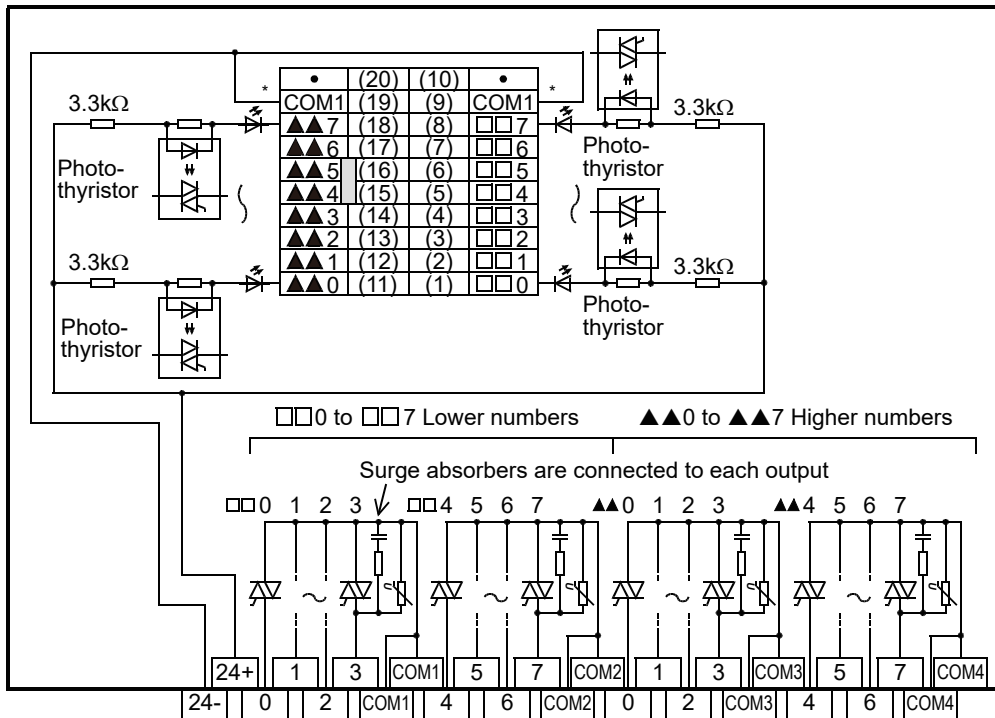 • (20) (10) •
* COM1 (19) (9) COM1 *
3.3kΩ
▲▲7 (18) (8) □□7
▲▲6 (17) (7) □□6
▲▲5 (16) (6) □□5
▲▲4 (15) (5) □□4
▲▲3 (14) (4) □□3
▲▲2 (13) (3) □□2
▲▲1 (12) (2) □□1
▲▲0 (11) (1) □□0
Photo-
thyristor
Photo-
thyristor
3.3kΩ
3.3kΩ
Photo-
thyristor
Photo-
thyristor
□□0 to □□7 Lower numbers ▲▲0 to ▲▲7 Higher numbers
Surge absorbers are connected to each output
□□0 1 2 3 □□4 5 6 7 ▲▲0 1 2 3 ▲▲4 5 6 7
U U U U
24+ 1 3 COM1 5 7 COM2 1 3 COM3 5 7 COM4
24- 0 2 COM1 4 6 COM2 0 2 COM3 4 6 COM4